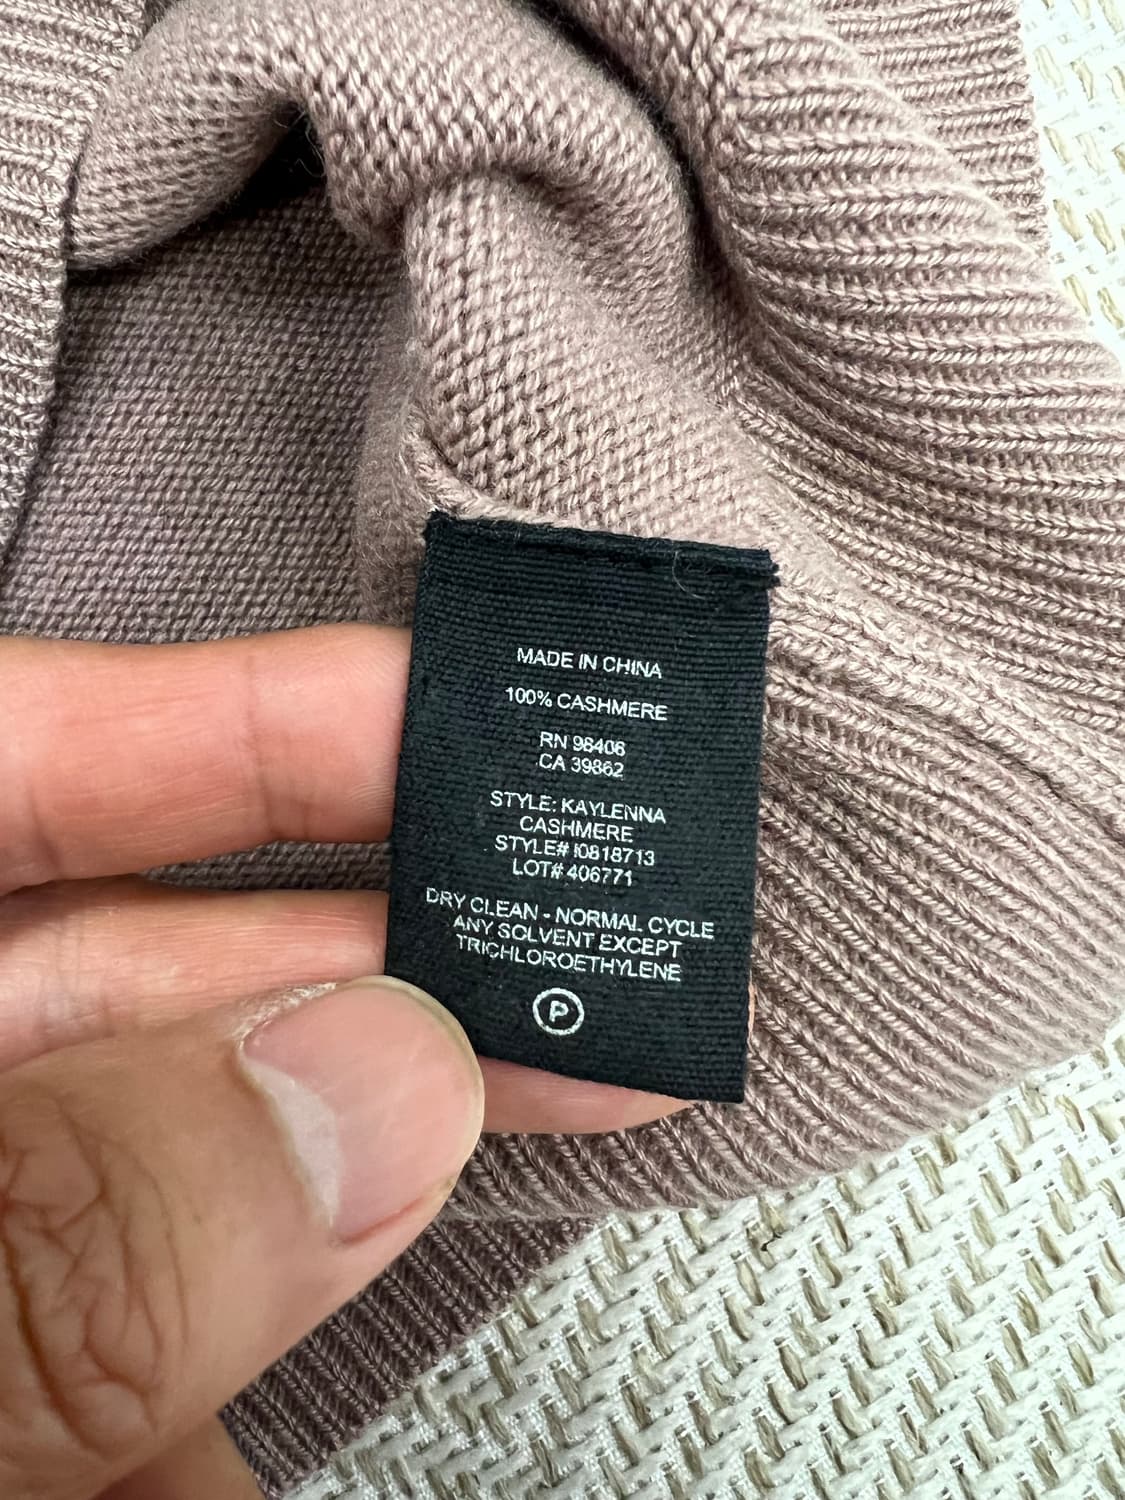 MADE IN CHINA
100% CASHMERE
RN 96406
CA 39862
STYLE: KAYLENNA
CASHMERE
STYLE# I0818713
LOT# 406771
DRY CLEAN - NORMAL CYCLE
ANY SOLVENT EXCEPT
TRICHLOROETHYLENE
P